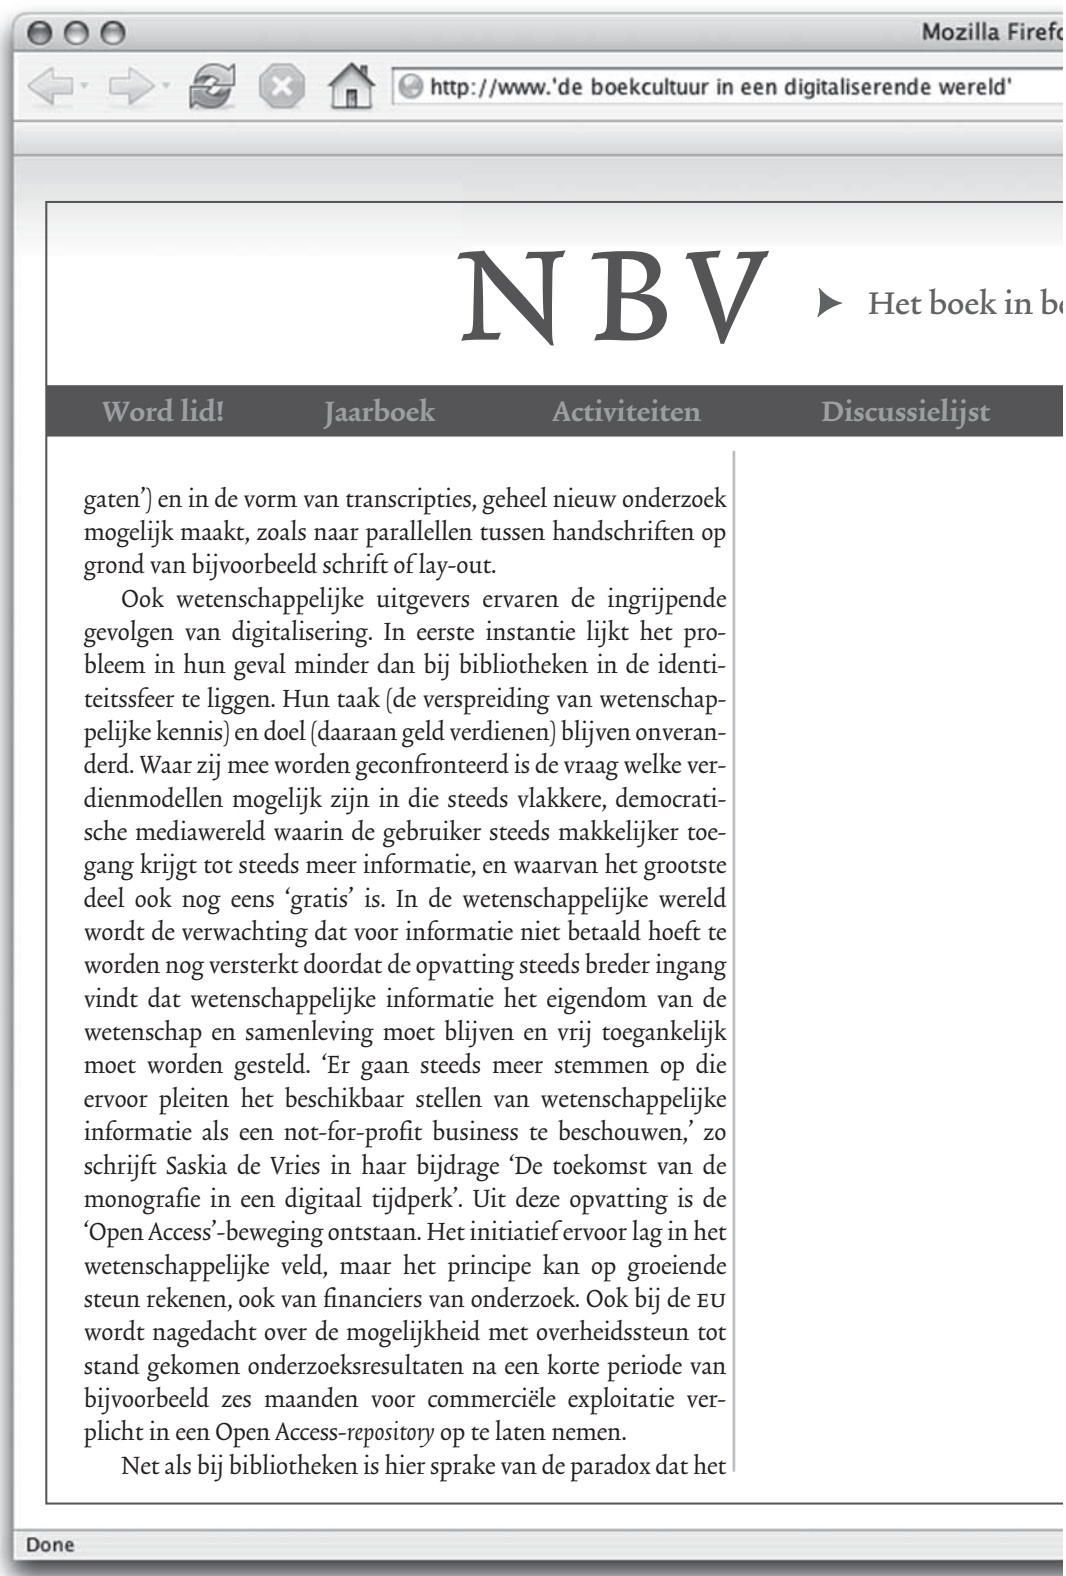 Mozilla Firefo
http://www.'de boekcultuur in een digitaliserende wereld'
NBV
Het boek in be
Word lid! Jaarboek Activiteiten Discussielijst
gaten') en in de vorm van transcripties, geheel nieuw onderzoek
mogelijk maakt, zoals naar parallellen tussen handschriften op
grond van bijvoorbeeld schrift of lay-out.
Ook wetenschappelijke uitgevers ervaren de ingrijpende
gevolgen van digitalisering. In eerste instantie lijkt het pro-
bleem in hun geval minder dan bij bibliotheken in de identi-
teitssfeer te liggen. Hun taak (de verspreiding van wetenschap-
pelijke kennis) en doel (daaraan geld verdienen) blijven onveran-
derd. Waar zij mee worden geconfronteerd is de vraag welke ver-
dienmodellen mogelijk zijn in die steeds vlakkere, democrati-
sche mediawereld waarin de gebruiker steeds makkelijker toe-
gang krijgt tot steeds meer informatie, en waarvan het grootste
deel ook nog eens ‘gratis’ is. In de wetenschappelijke wereld
wordt de verwachting dat voor informatie niet betaald hoeft te
worden nog versterkt doordat de opvatting steeds breder ingang
vindt dat wetenschappelijke informatie het eigendom van de
wetenschap en samenleving moet blijven en vrij toegankelijk
moet worden gesteld. ‘Er gaan steeds meer stemmen op die
ervoor pleiten het beschikbaar stellen van wetenschappelijke
informatie als een not-for-profit business te beschouwen,’ zo
schrijft Saskia de Vries in haar bijdrage ‘De toekomst van de
monografie in een digitaal tijdperk’. Uit deze opvatting is de
‘Open Access’-beweging ontstaan. Het initiatief ervoor lag in het
wetenschappelijke veld, maar het principe kan op groeiende
steun rekenen, ook van financiers van onderzoek. Ook bij de EU
wordt nagedacht over de mogelijkheid met overheidssteun tot
stand gekomen onderzoeksresultaten na een korte periode van
bijvoorbeeld zes maanden voor commerciële exploitatie ver-
plicht in een Open Access-repository op te laten nemen.
Net als bij bibliotheken is hier sprake van de paradox dat het
Done